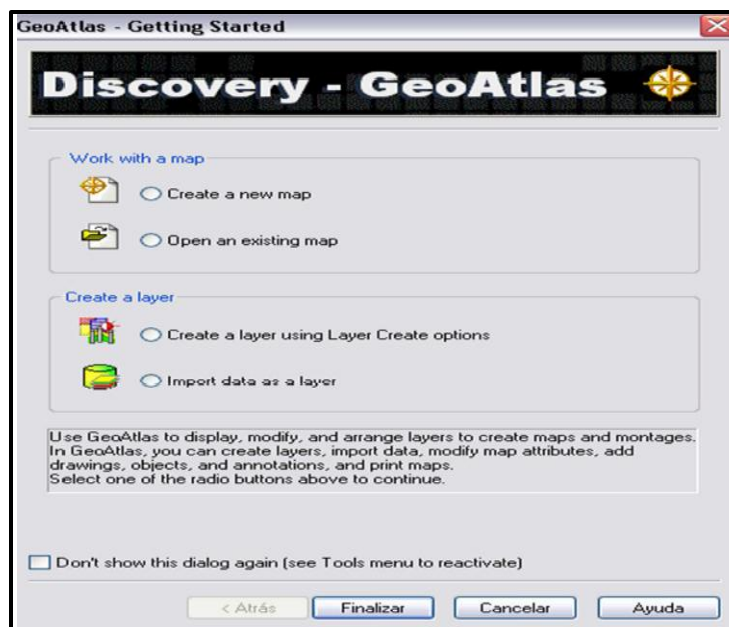 GeoAtlas - Getting Started
Discovery - GeoAtlas
Work with a map
Create a new map
Open an existing map
Create a layer
Create a layer using Layer Create options
Import data as a layer
Use GeoAtlas to display, modify, and arrange layers to create maps and montages.
In GeoAtlas, you can create layers, import data, modify map attributes, add
drawings, objects, and annotations, and print maps.
Select one of the radio buttons above to continue.
Don't show this dialog again (see Tools menu to reactivate)
< Atrás
Finalizar
Cancelar
Ayuda